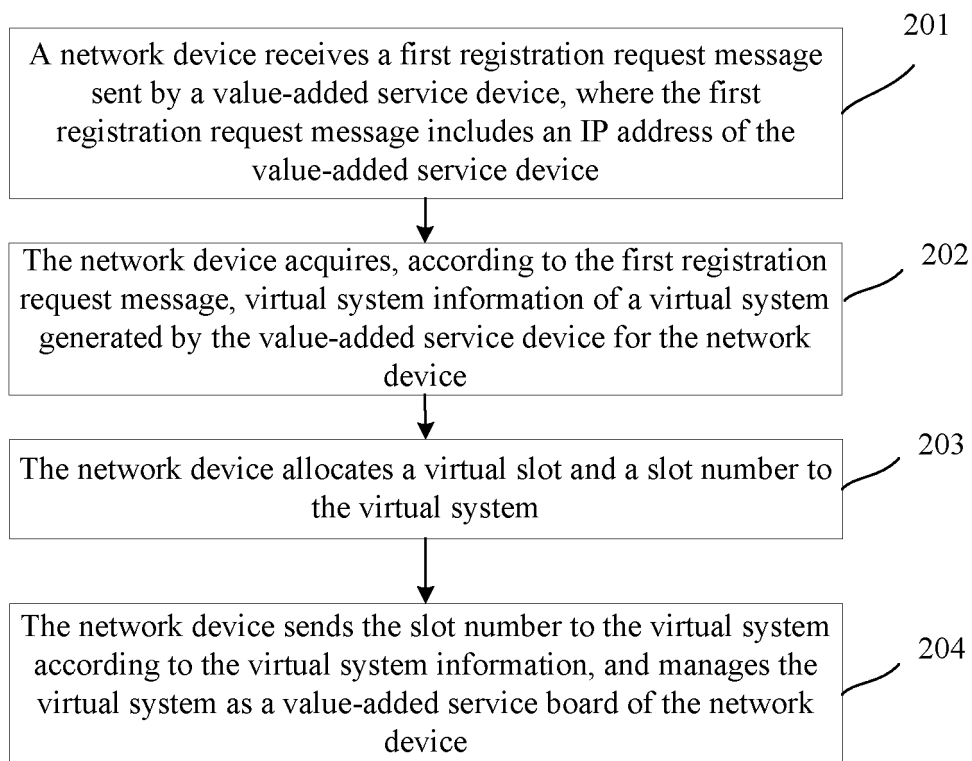 201
A network device receives a first registration request message
sent by a value-added service device, where the first
registration request message includes an IP address of the
value-added service device
202
The network device acquires, according to the first registration
request message, virtual system information of a virtual system
generated by the value-added service device for the network
device
203
The network device allocates a virtual slot and a slot number to
the virtual system
204
The network device sends the slot number to the virtual system
according to the virtual system information, and manages the
virtual system as a value-added service board of the network
device